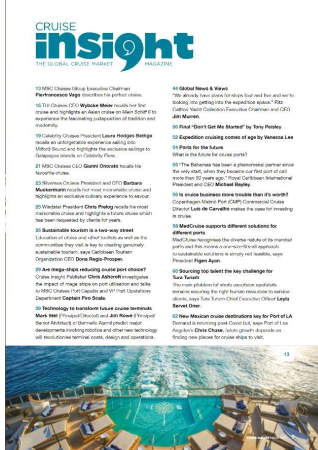 CRUISE
insight
THE GLOBAL CRUISE MARKET MAGAZINE
13 MSC Cruises Group Executive Chairman
Pierfrancesco Vago describes his perfect cruise.
15 TUI Cruises CEO Wybcke Meier recalls her first
cruise and highlights an Asian cruise on Mein Schiff 6 to
experience the fascinating juxtaposition of tradition and
modernity.
19 Celebrity Cruises President Laura Hodges Bethge
recalls an unforgettable experience sailing into
Milford Sound and highlights the exclusive sailings to
Galapagos Islands on Celebrity Flora.
21 MSC Cruises CEO Gianni Onorato recalls his
favourite cruise.
23 Silversea Cruises President and CEO Barbara
Muckermann recalls her most memorable cruise and
highlights an exclusive culinary experience to savour.
25 Windstar President Chris Prelog recalls his most
memorable cruise and highlights a future cruise which
has been requested by clients for years.
26 Sustainable tourism is a two-way street
Education of cruise and other tourists as well as the
communities they visit is key to creating genuinely
sustainable tourism, says Caribbean Tourism
Organization CEO Dona Regis-Prosper.
29 Are mega-ships reducing cruise port choice?
Cruise Insight Publisher Chris Ashcroft investigates
the impact of mega ships on port utilisation and talks
to MSC Cruises Port Captain and VP Port Operations
Department Captain Piro Scala.
39 Technology to transform future cruise terminals
Mark Ittel (Principal/Director) and Jim Rowe (Principal/
Senior Architect) of Bermello Ajamil predict major
developments involving robotics and other new technology
will revolutionise terminal costs, design and operations.
44 Global News & Views
"We already have plans for ships four and five and we're
looking into getting into the expedition space." Ritz-
Carlton Yacht Collection Executive Chairman and CEO
Jim Murren.
50 Final "Don't Get Me Started" by Tony Peisley
52 Expedition cruising comes of age by Vanessa Lee
54 Ports for the future
What is the future for cruise ports?
55 "The Bahamas has been a phenomenal partner since
the very start, when they became our first port of call
more than 50 years ago." Royal Caribbean International
President and CEO Michael Bayley.
56 Is cruise business more trouble than it's worth?
Copenhagen Malmö Port (CMP) Commercial Cruise
Director Luis de Carvalho makes the case for investing
in cruise.
58 MedCruise supports different solutions for
different ports
MedCruise recognises the diverse nature of its member
ports and this means a one-size-fits-all approach
to sustainable solutions is simply not feasible, says
President Figen Ayan.
60 Sourcing top talent the key challenge for
Tura Turizm
The main problem for shore excursion operators
remains securing the right human resources to service
clients, says Tura Turizm Chief Executive Officer Leyla
Öner.
62 New Mexican cruise destinations key for Port of LA
Demand is returning post-Covid but, says Port of Los
Angeles's Chris Chase, future growth depends on
finding new places for cruise ships to visit.
13